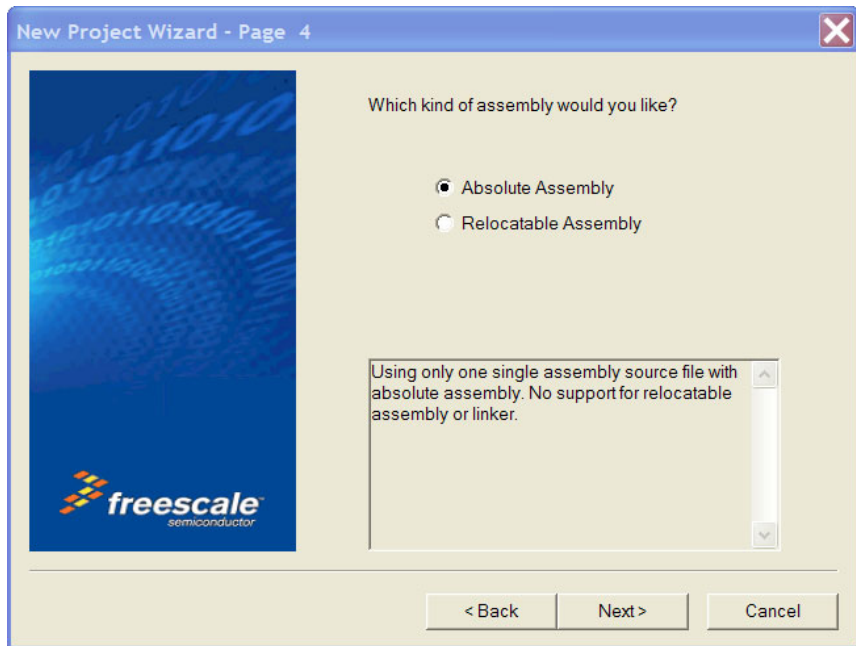 New Project Wizard - Page 4
Which kind of assembly would you like?
Absolute Assembly
Relocatable Assembly
Using only one single assembly source file with
absolute assembly. No support for relocatable
assembly or linker.
freescale
semiconductor
< Back
Next >
Cancel